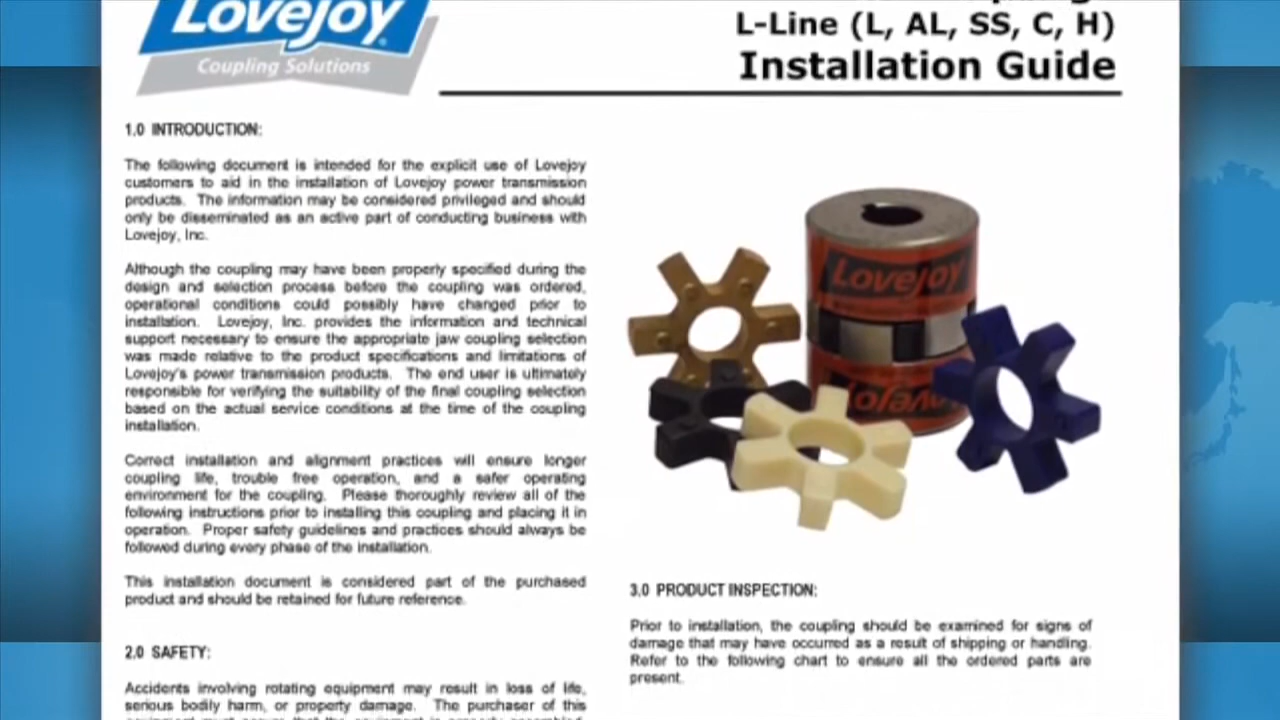 Lovejoy
Coupling Solutions
L-Line (L, AL, SS, C, H)
Installation Guide
1.0 INTRODUCTION:
The following document is intended for the explicit use of Lovejoy
customers to aid in the installation of Lovejoy power transmission
products. The information may be considered privileged and should
only be disseminated as an active part of conducting business with
Lovejoy, Inc.
Although the coupling may have been properly specified during the
design and selection process before the coupling was ordered,
operational conditions could possibly have changed prior to
installation. Lovejoy, Inc. provides the information and technical
support necessary to ensure the appropriate jaw coupling selection
was made relative to the product specifications and limitations of
Lovejoy's power transmission products. The end user is ultimately
responsible for verifying the suitability of the final coupling selection
based on the actual service conditions at the time of the coupling
installation.
Correct installation and alignment practices will ensure longer
coupling life, trouble free operation, and a safer operating
environment for the coupling. Please thoroughly review all of the
following instructions prior to installing this coupling and placing it in
operation. Proper safety guidelines and practices should always be
followed during every phase of the installation.
This installation document is considered part of the purchased
product and should be retained for future reference.
2.0 SAFETY:
Accidents involving rotating equipment may result in loss of life,
serious bodily harm, or property damage. The purchaser of this
Lovejoy
Lovejoy
3.0 PRODUCT INSPECTION:
Prior to installation, the coupling should be examined for signs of
damage that may have occurred as a result of shipping or handling.
Refer to the following chart to ensure all the ordered parts are
present.